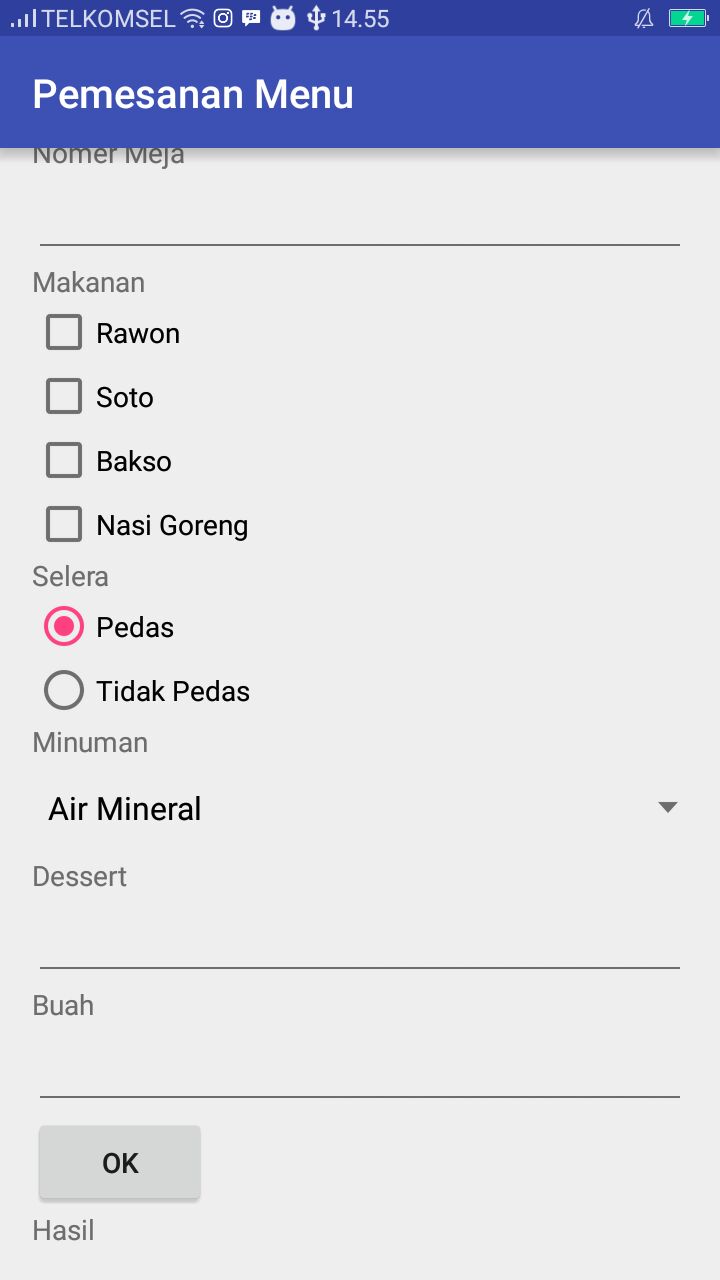 TELKOMSEL 14.55
Pemesanan Menu
Nomer Meja
Makanan
Rawon
Soto
Bakso
Nasi Goreng
Selera
Pedas
Tidak Pedas
Minuman
Air Mineral
Dessert
Buah
OK
Hasil